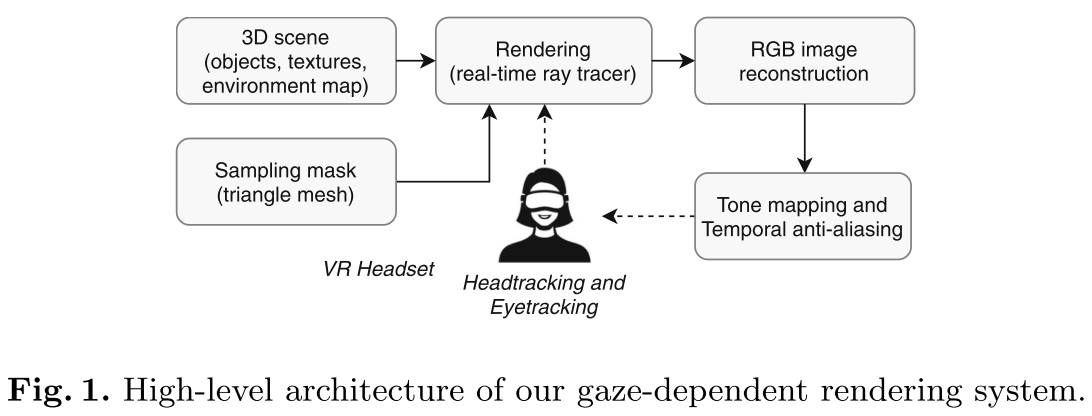 3D scene
(objects, textures,
environment map)
Rendering
(real-time ray tracer)
RGB image
reconstruction
Sampling mask
(triangle mesh)
Tone mapping and
Temporal anti-aliasing
VR Headset
Headtracking and
Eyetracking
Fig. 1. High-level architecture of our gaze-dependent rendering system.